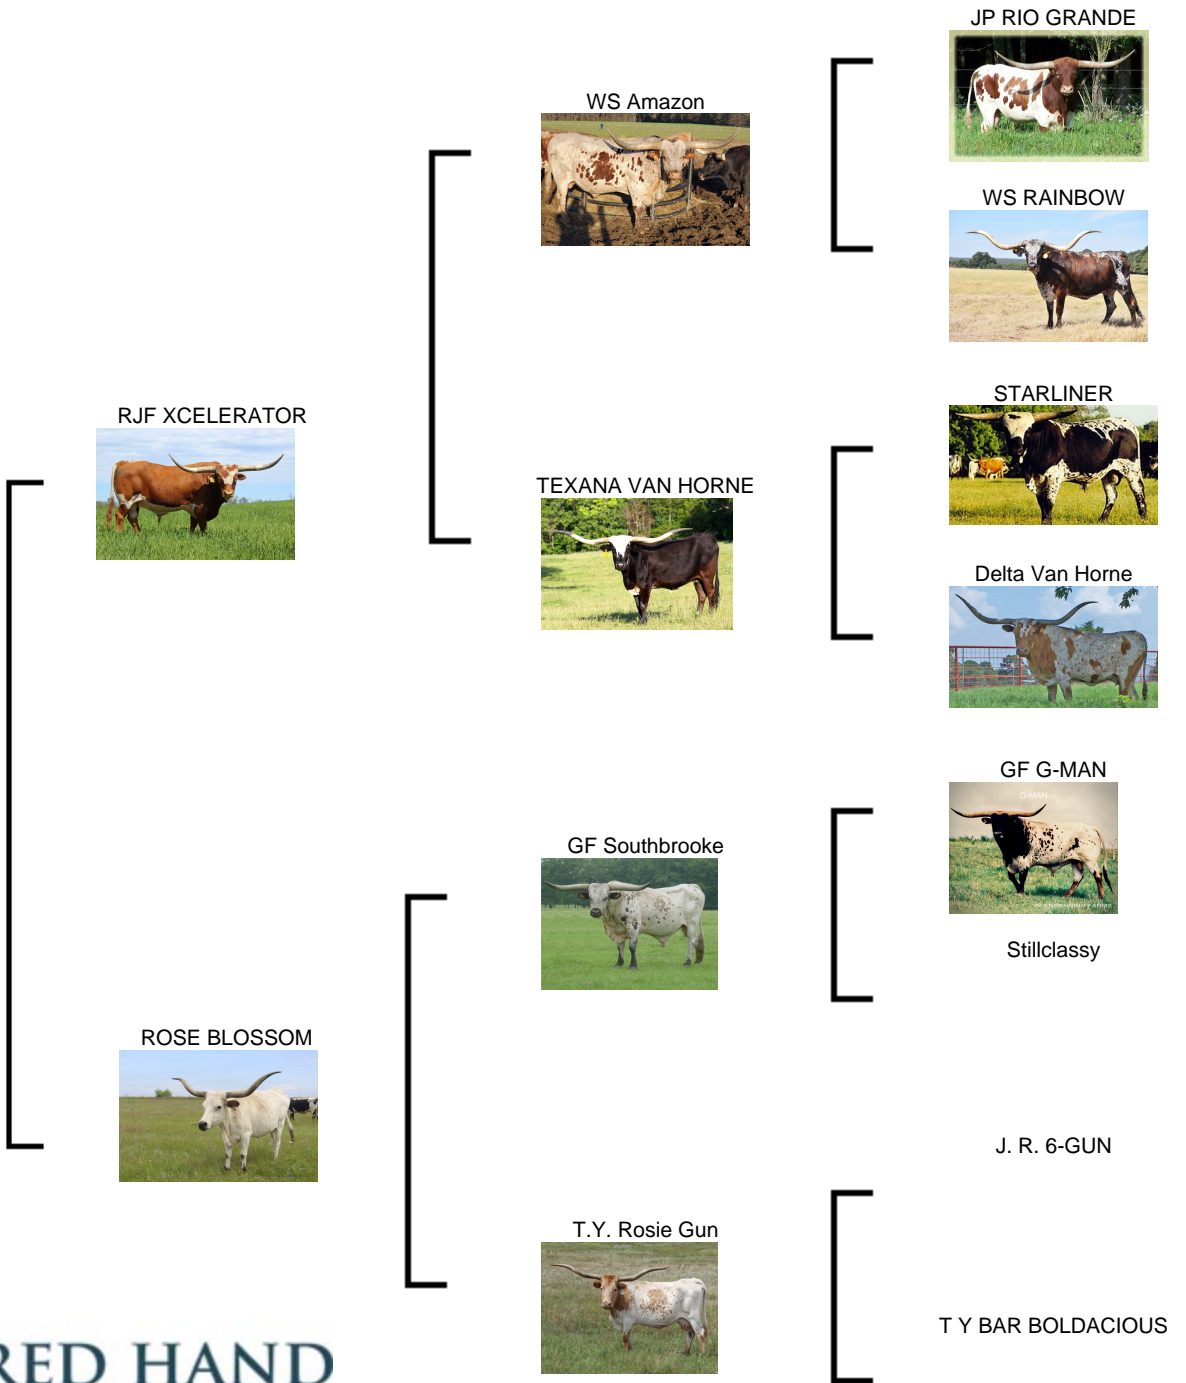 JP RIO GRANDE
WS Amazon
WS RAINBOW
STARLINER
RJF XCELERATOR
TEXANA VAN HORNE
Delta Van Horne
GF G-MAN
G-MAN
GF Southbrooke
Stillclassy
ROSE BLOSSOM
J. R. 6-GUN
T.Y. Rosie Gun
T Y BAR BOLDACIOUS
RED HAND